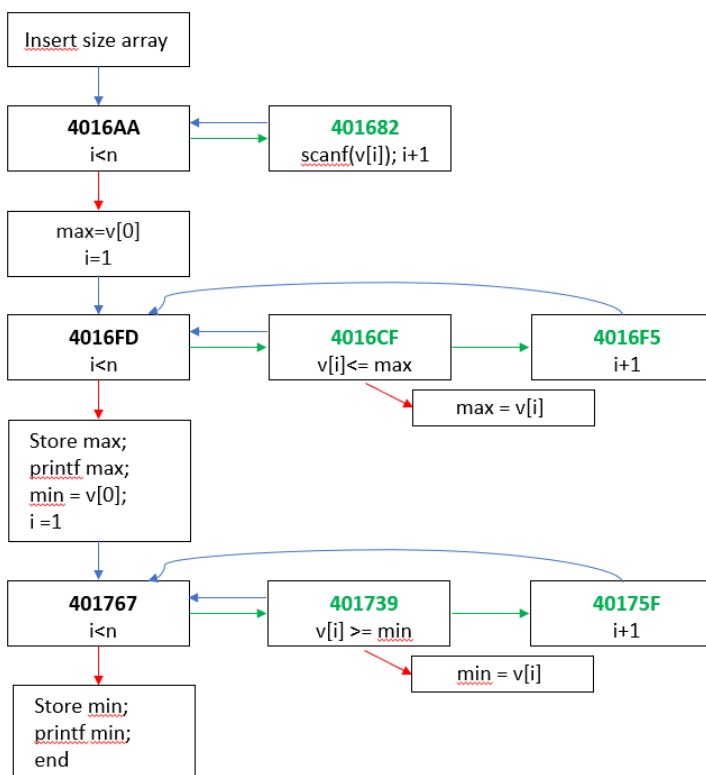 Insert size array
4016AA
i<n
401682
scanf(v[i]); i+1
max=v[0]
i=1
4016FD
i<n
4016CF
v[i]<= max
4016F5
i+1
max = v[i]
Store max;
printf max;
min = v[0];
i =1
401767
i<n
401739
v[i] >= min
40175F
i+1
min = v[i]
Store min;
printf min;
end